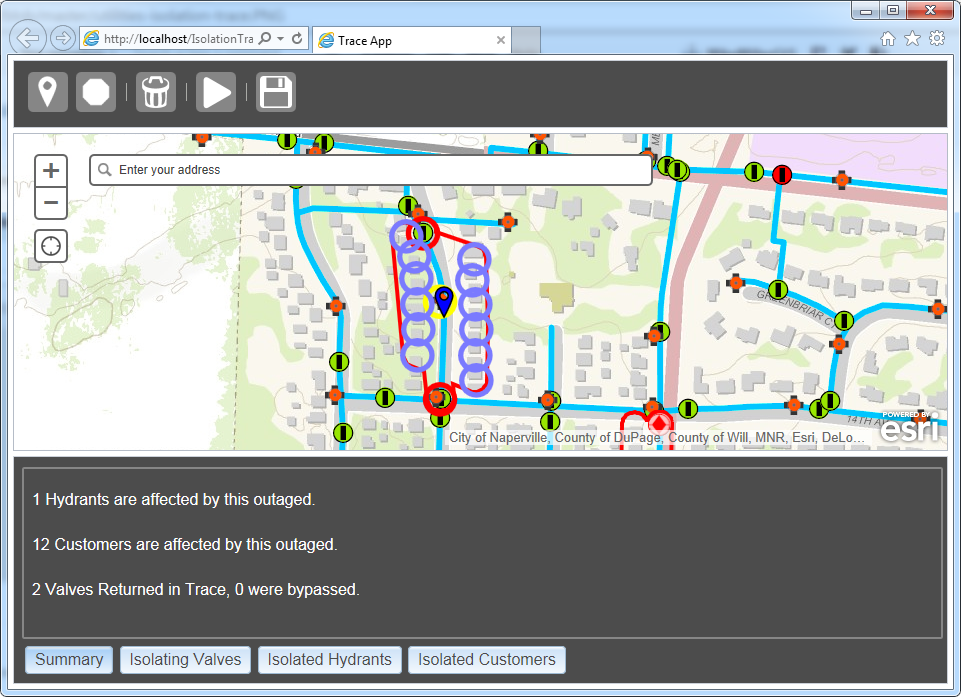 http://localhost/IsolationTra
Trace App
Enter your address
GREENBRIAR C
14TH A
City of Naperville, County of DuPage, County of Will, MNR, Esri, DeLo...
POWERED BY
esri
1 Hydrants are affected by this outaged.
12 Customers are affected by this outaged.
2 Valves Returned in Trace, 0 were bypassed.
Summary
Isolating Valves
Isolated Hydrants
Isolated Customers